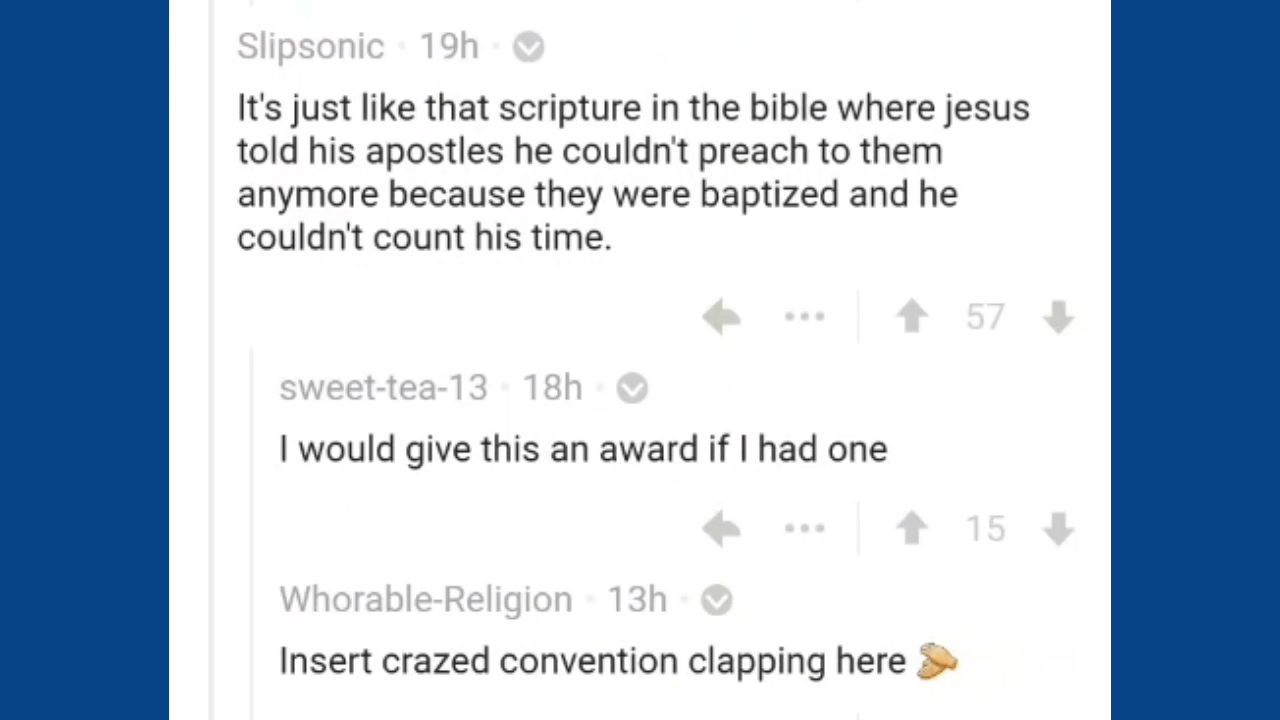 Slipsonic · 19h ·
It's just like that scripture in the bible where jesus
told his apostles he couldn't preach to them
anymore because they were baptized and he
couldn't count his time.
57
sweet-tea-13 · 18h ·
I would give this an award if I had one
15
Whorable-Religion · 13h ·
Insert crazed convention clapping here 👏